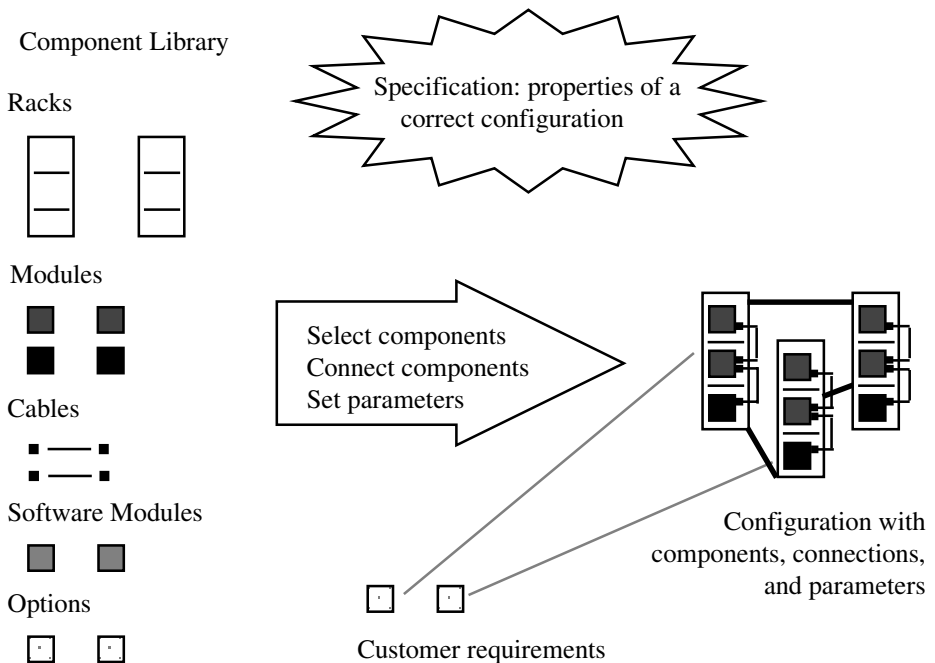 Component Library
Specification: properties of a
correct configuration
Racks
Modules
Select components
Connect components
Set parameters
Cables
Software Modules
Configuration with
components, connections,
and parameters
Options
Customer requirements